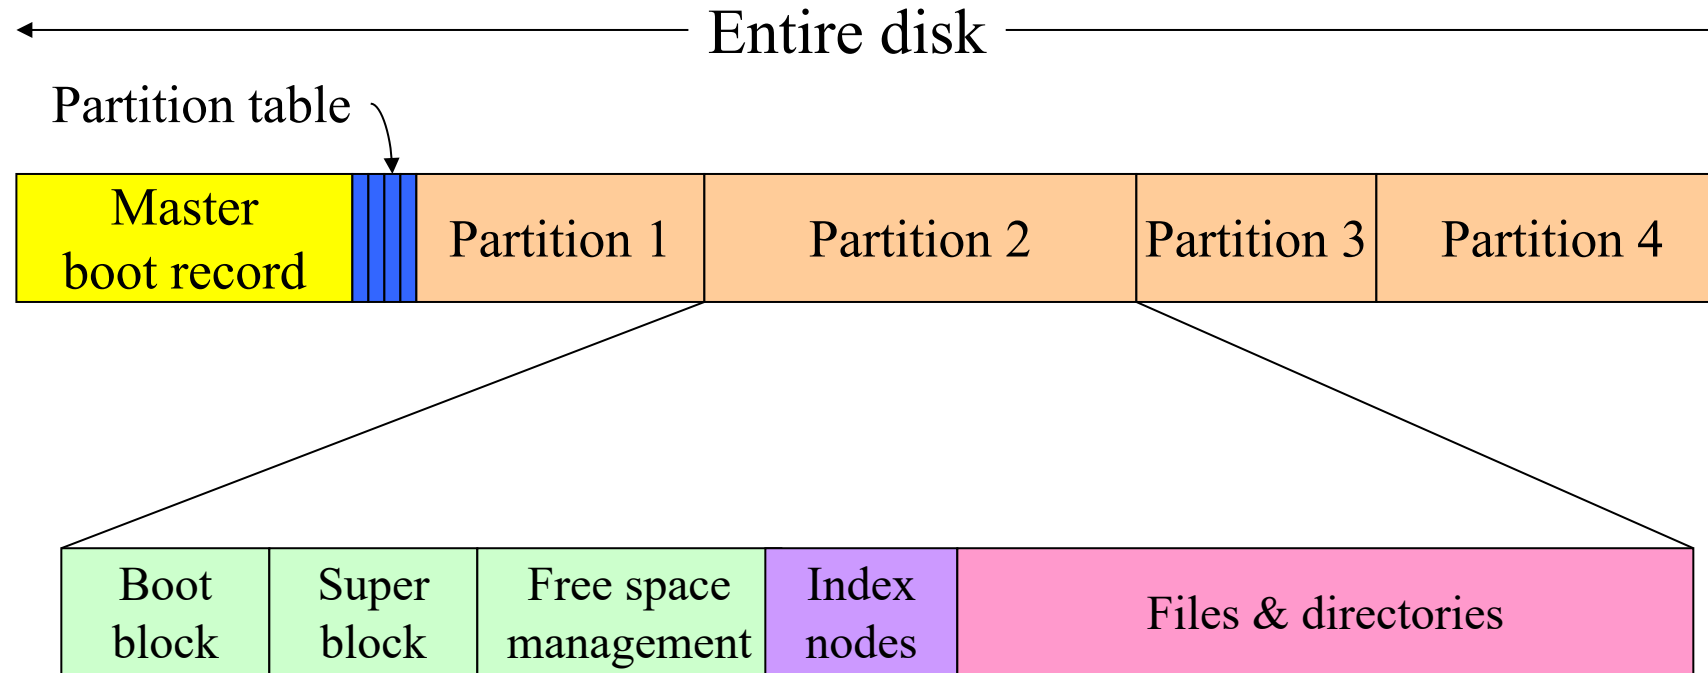 Entire disk
Partition table
Master
boot record
Partition 1
Partition 2
Partition 3
Partition 4
Boot
block
Super
block
Free space
management
Index
nodes
Files & directories